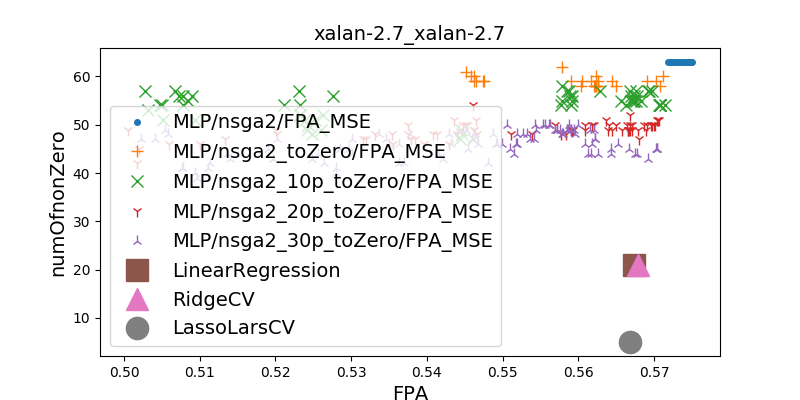 xalan-2.7_xalan-2.7
numOfnonZero
60
50
40
30
20
10
MLP/nsga2/FPA_MSE
MLP/nsga2_toZero/FPA_MSE
MLP/nsga2_10p_toZero/FPA_MSE
MLP/nsga2_20p_toZero/FPA_MSE
MLP/nsga2_30p_toZero/FPA_MSE
LinearRegression
RidgeCV
LassoLarsCV
0.50 0.51 0.52 0.53 0.54 0.55 0.56 0.57
FPA